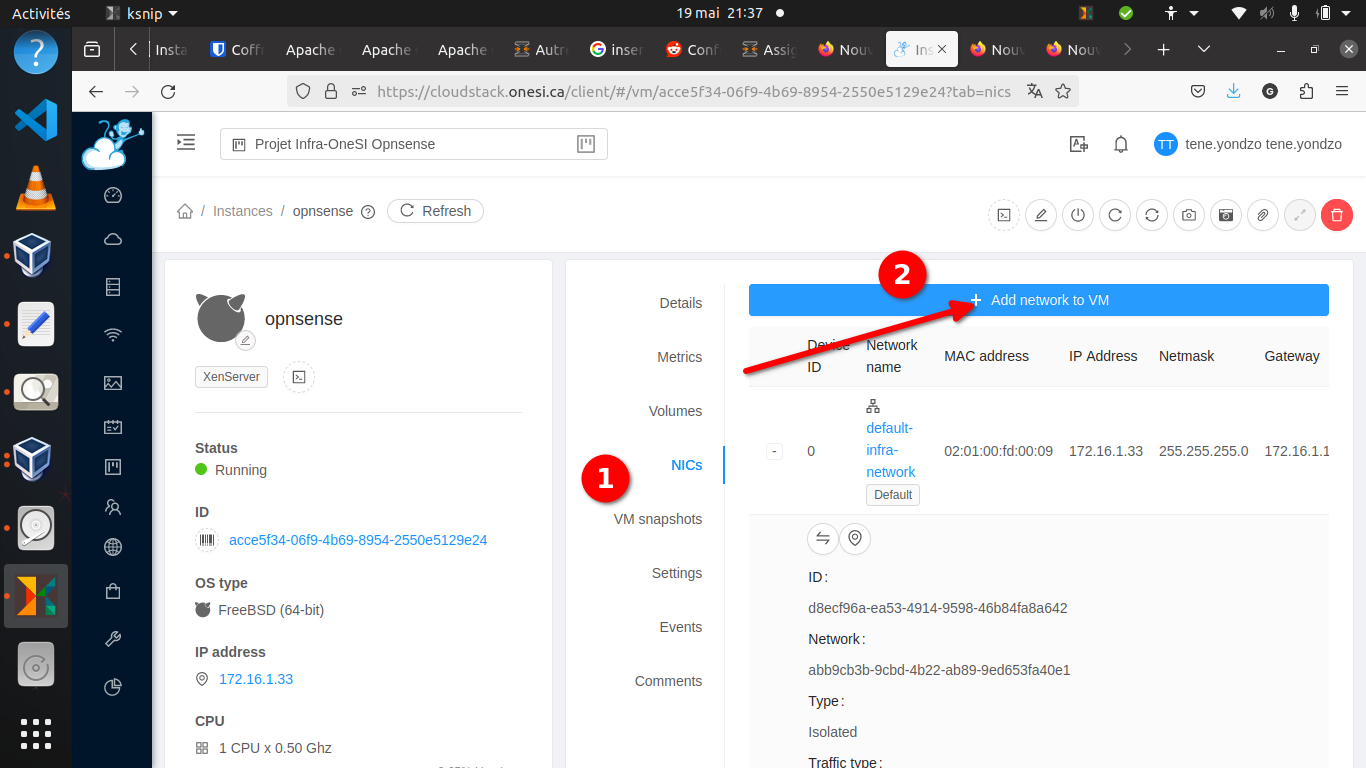 Activités
ksnip
19 mai 21:37
Insta
Coffr
Apache
Apache
Apache
Autre
inser
Conf
Assig
Nouv
Ins
Nouv
Nouv
https://cloudstack.onesi.ca/client/#/vm/acce5f34-06f9-4b69-8954-2550e5129e24?tab=nics
Projet Infra-OneSI Opnsense
TT
tene.yondzo tene.yondzo
/ Instances / opnsense
Refresh
opnsense
XenServer
Status
Running
ID
acce5f34-06f9-4b69-8954-2550e5129e24
OS type
FreeBSD (64-bit)
IP address
172.16.1.33
CPU
1 CPU x 0.50 Ghz
Details
Metrics
Volumes
NICs
VM snapshots
Settings
Events
Comments
1
2
+ Add network to VM
Device ID
Network name
MAC address
IP Address
Netmask
Gateway
-
0
default-
infra-
network
Default
02:01:00:fd:00:09
172.16.1.33
255.255.255.0
172.16.1.1
ID:
d8ecf96a-ea53-4914-9598-46b84fa8a642
Network:
abb9cb3b-9cbd-4b22-ab89-9ed653fa40e1
Type:
Isolated
Traffic type: